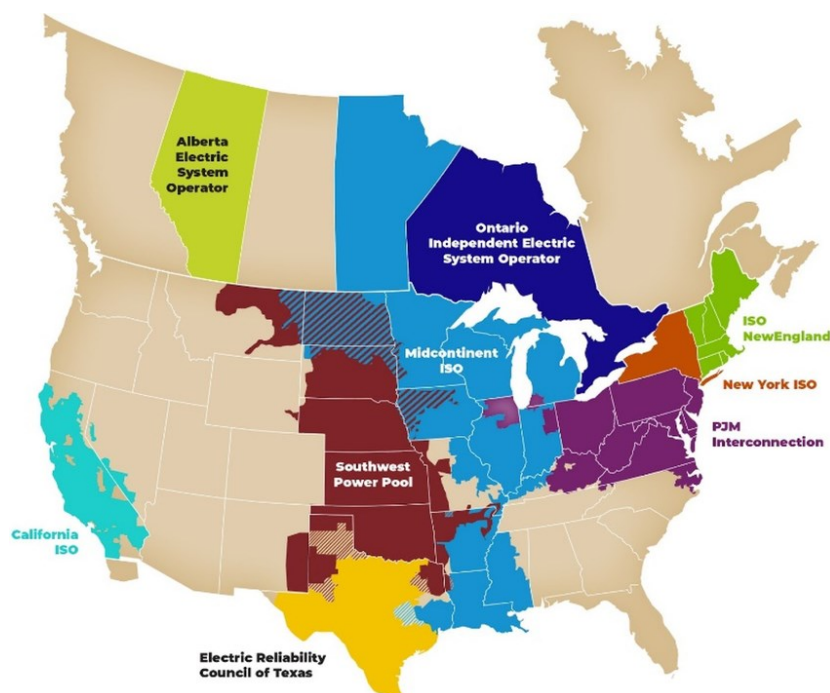 Alberta
Electric
System
Operator
Ontario
Independent Electric
System Operator
ISO
NewEngland
Midcontinent
ISO
New York ISO
PJM
Interconnection
Southwest
Power Pool
California
ISO
Electric Reliability
Council of Texas